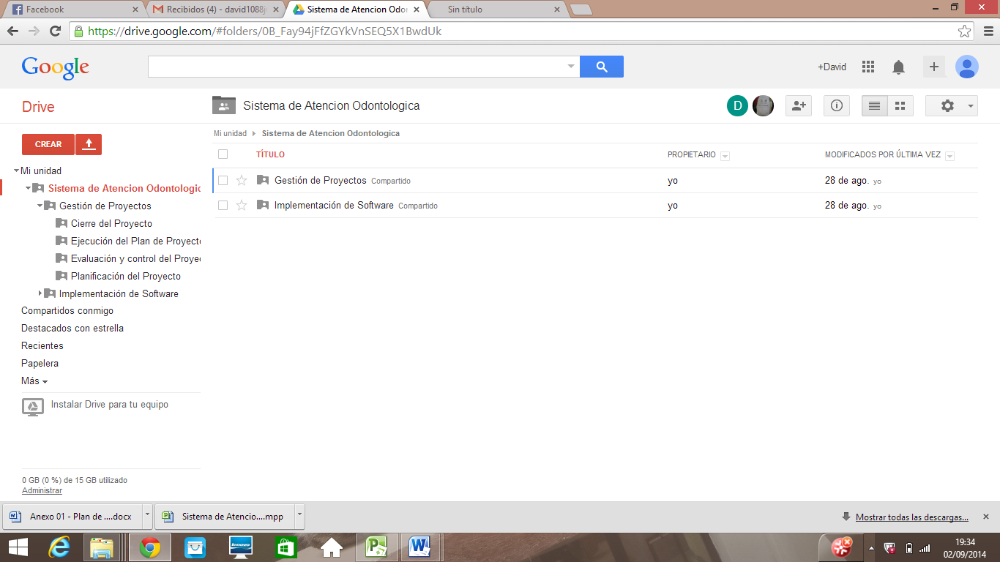 Facebook
Recibidos (4) - david1088j
Sistema de Atencion Odon
Sin título
https://drive.google.com/#folders/0B_Fay94jFfZGYkVnSEQ5X1BwdUk
Google
+David
Drive
Sistema de Atencion Odontologica
D
CREAR
Mi unidad
Sistema de Atencion Odontologic
Gestión de Proyectos
Cierre del Proyecto
Ejecución del Plan de Proyecto
Evaluación y control del Proye
Planificación del Proyecto
Implementación de Software
Compartidos conmigo
Destacados con estrella
Recientes
Papelera
Más
Instalar Drive para tu equipo
0 GB (0 %) de 15 GB utilizado
Administrar
Mi unidad Sistema de Atencion Odontologica
TÍTULO PROPIETARIO MODIFICADOS POR ÚLTIMA VEZ
Gestión de Proyectos Compartido yo 28 de ago. yo
Implementación de Software Compartido yo 28 de ago. yo
Anexo 01 - Plan de ....docx
Sistema de Atencio....mpp
Mostrar todas las descargas...
lenovo
19:34
02/09/2014